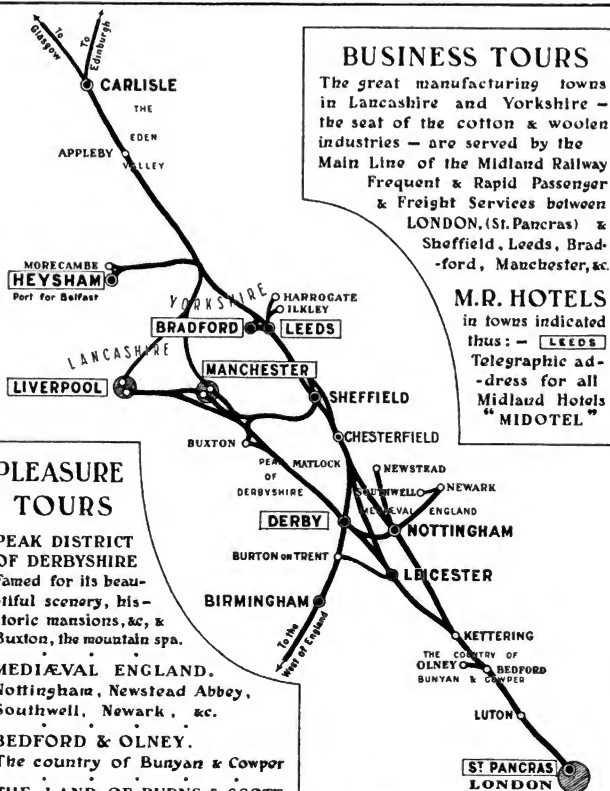 To
Glasgow
To
Edinburgh
CARLISLE
THE
EDEN
VALLEY
APPLEBY
MORECAMBE
HEYSHAM
Port for Belfast
YORKSHIRE
HARROGATE
ILKLEY
BRADFORD
LEEDS
LANCASHIRE
MANCHESTER
LIVERPOOL
SHEFFIELD
BUXTON
CHESTERFIELD
PEAK
OF
DERBYSHIRE
MATLOCK
NEWSTEAD
SOUTHWELL
NEWARK
MEDIÆVAL ENGLAND
DERBY
NOTTINGHAM
BURTON ON TRENT
LEICESTER
BIRMINGHAM
To the
West of England
KETTERING
THE COUNTRY OF
OLNEY
BEDFORD
BUNYAN & COWPER
LUTON
ST PANCRAS
LONDON
BUSINESS TOURS
The great manufacturing towns
in Lancashire and Yorkshire –
the seat of the cotton & woolen
industries – are served by the
Main Line of the Midland Railway
Frequent & Rapid Passenger
& Freight Services between
LONDON, (St. Pancras) &
Sheffield, Leeds, Brad-
-ford, Manchester, &c.
M.R. HOTELS
in towns indicated
thus: – LEEDS
Telegraphic ad-
-dress for all
Midland Hotels
"MIDOTEL"
PLEASURE
TOURS
PEAK DISTRICT
OF DERBYSHIRE
Famed for its beau-
-tiful scenery, his-
toric mansions, &c, &
Buxton, the mountain spa.
MEDIÆVAL ENGLAND.
Nottingham, Newstead Abbey,
Southwell, Newark, &c.
BEDFORD & OLNEY.
The country of Bunyan & Cowper
THE LAND OF BURNS & SCOTT